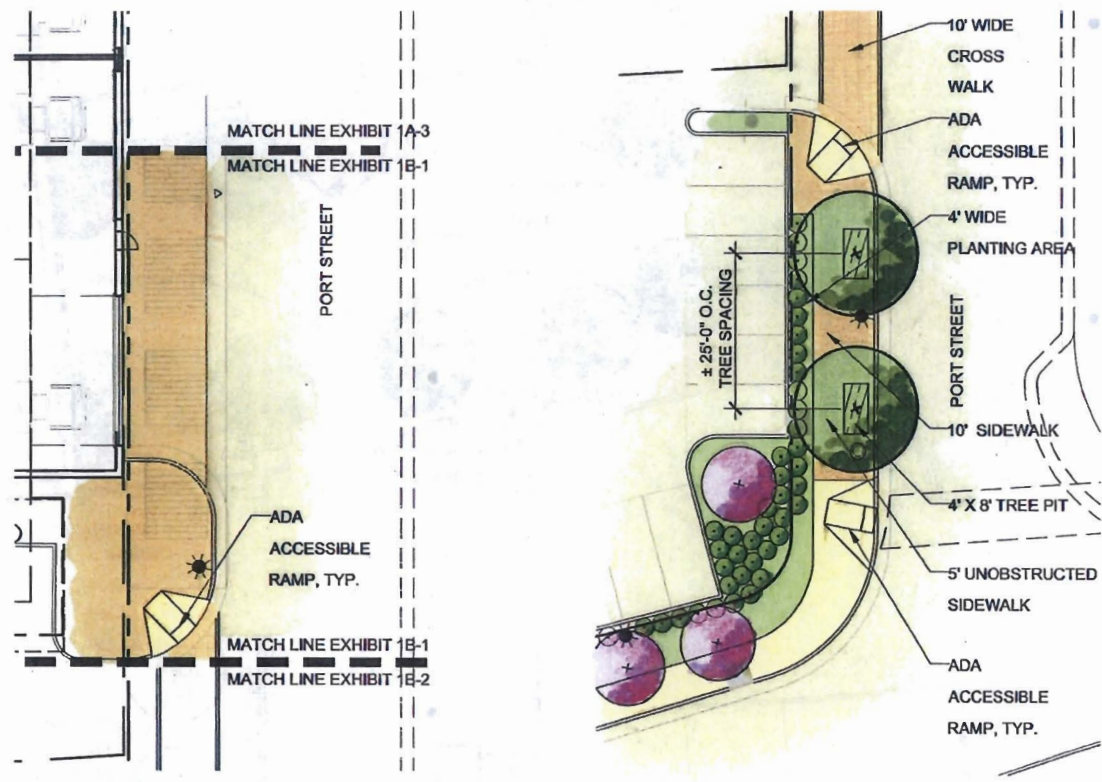 MATCH LINE EXHIBIT 1A-3
MATCH LINE EXHIBIT 1B-1
PORT STREET
ADA
ACCESSIBLE
RAMP, TYP.
MATCH LINE EXHIBIT 1B-1
MATCH LINE EXHIBIT 1B-2
10' WIDE
CROSS
WALK
ADA
ACCESSIBLE
RAMP, TYP.
4' WIDE
PLANTING AREA
± 25'-0" O.C.
TREE SPACING
PORT STREET
10' SIDEWALK
4' X 8' TREE PIT
5' UNOBSTRUCTED
SIDEWALK
ADA
ACCESSIBLE
RAMP, TYP.